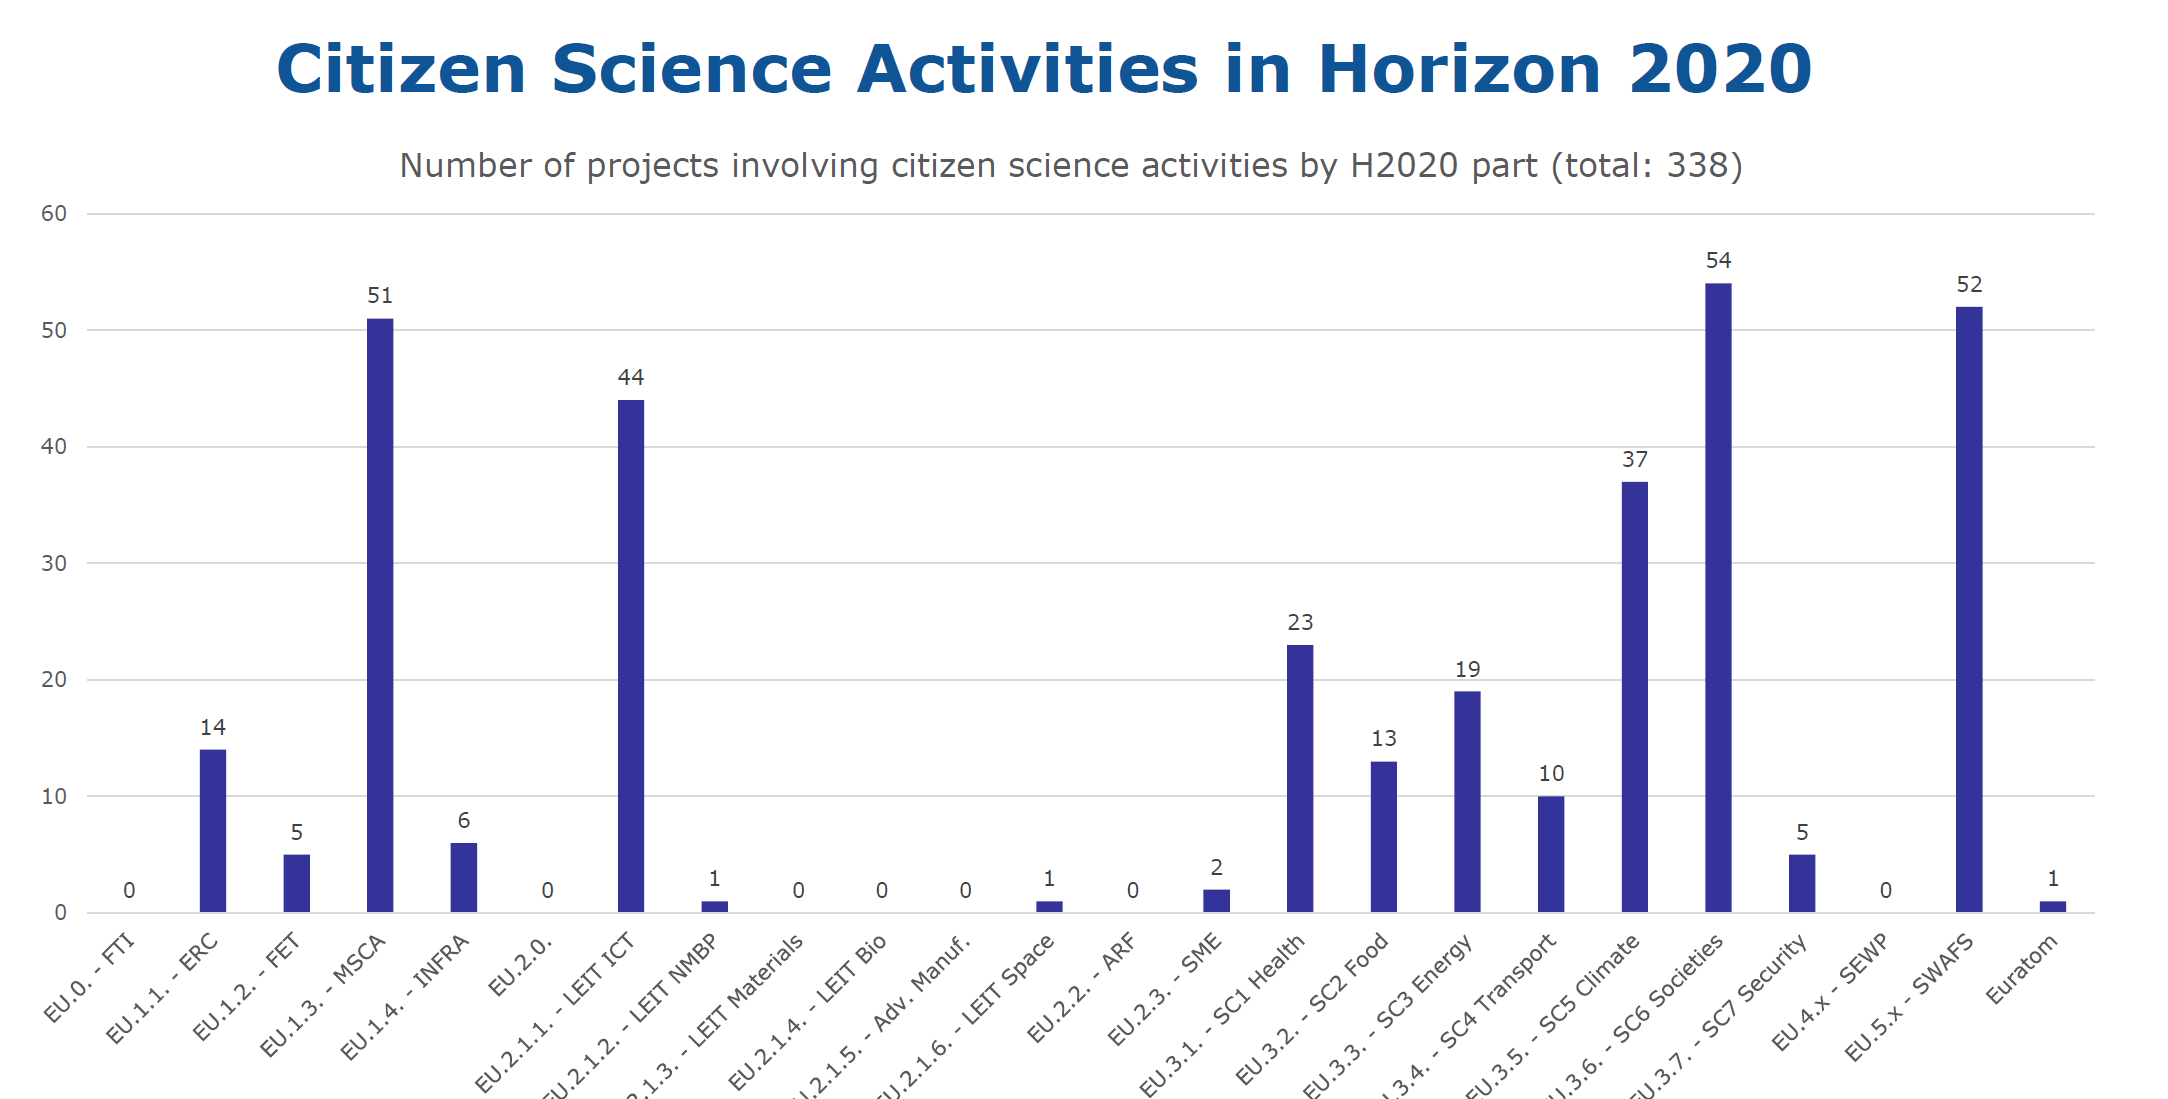 Citizen Science Activities in Horizon 2020
Number of projects involving citizen science activities by H2020 part (total: 338)
60
50
40
30
20
10
0
0
14
5
51
6
0
44
1
0
0
0
1
0
2
23
13
19
10
37
54
5
0
52
1
EU.0. - FTI
EU.1.1. - ERC
EU.1.2. - FET
EU.1.3. - MSCA
EU.1.4. - INFRA
EU.2.0.
EU.2.1.1. - LEIT ICT
EU.2.1.2. - LEIT NMBP
2.1.3. - LEIT Materials
EU.2.1.4. - LEIT Bio
U.2.1.5. - Adv. Manuf.
EU.2.1.6. - LEIT Space
EU.2.2. - ARF
EU.2.3. - SME
EU.3.1. - SC1 Health
EU.3.2. - SC2 Food
EU.3.3. - SC3 Energy
U.3.4. - SC4 Transport
EU.3.5. - SC5 Climate
EU.3.6. - SC6 Societies
EU.3.7. - SC7 Security
EU.4.x - SEWP
EU.5.x - SWAFS
Euratom